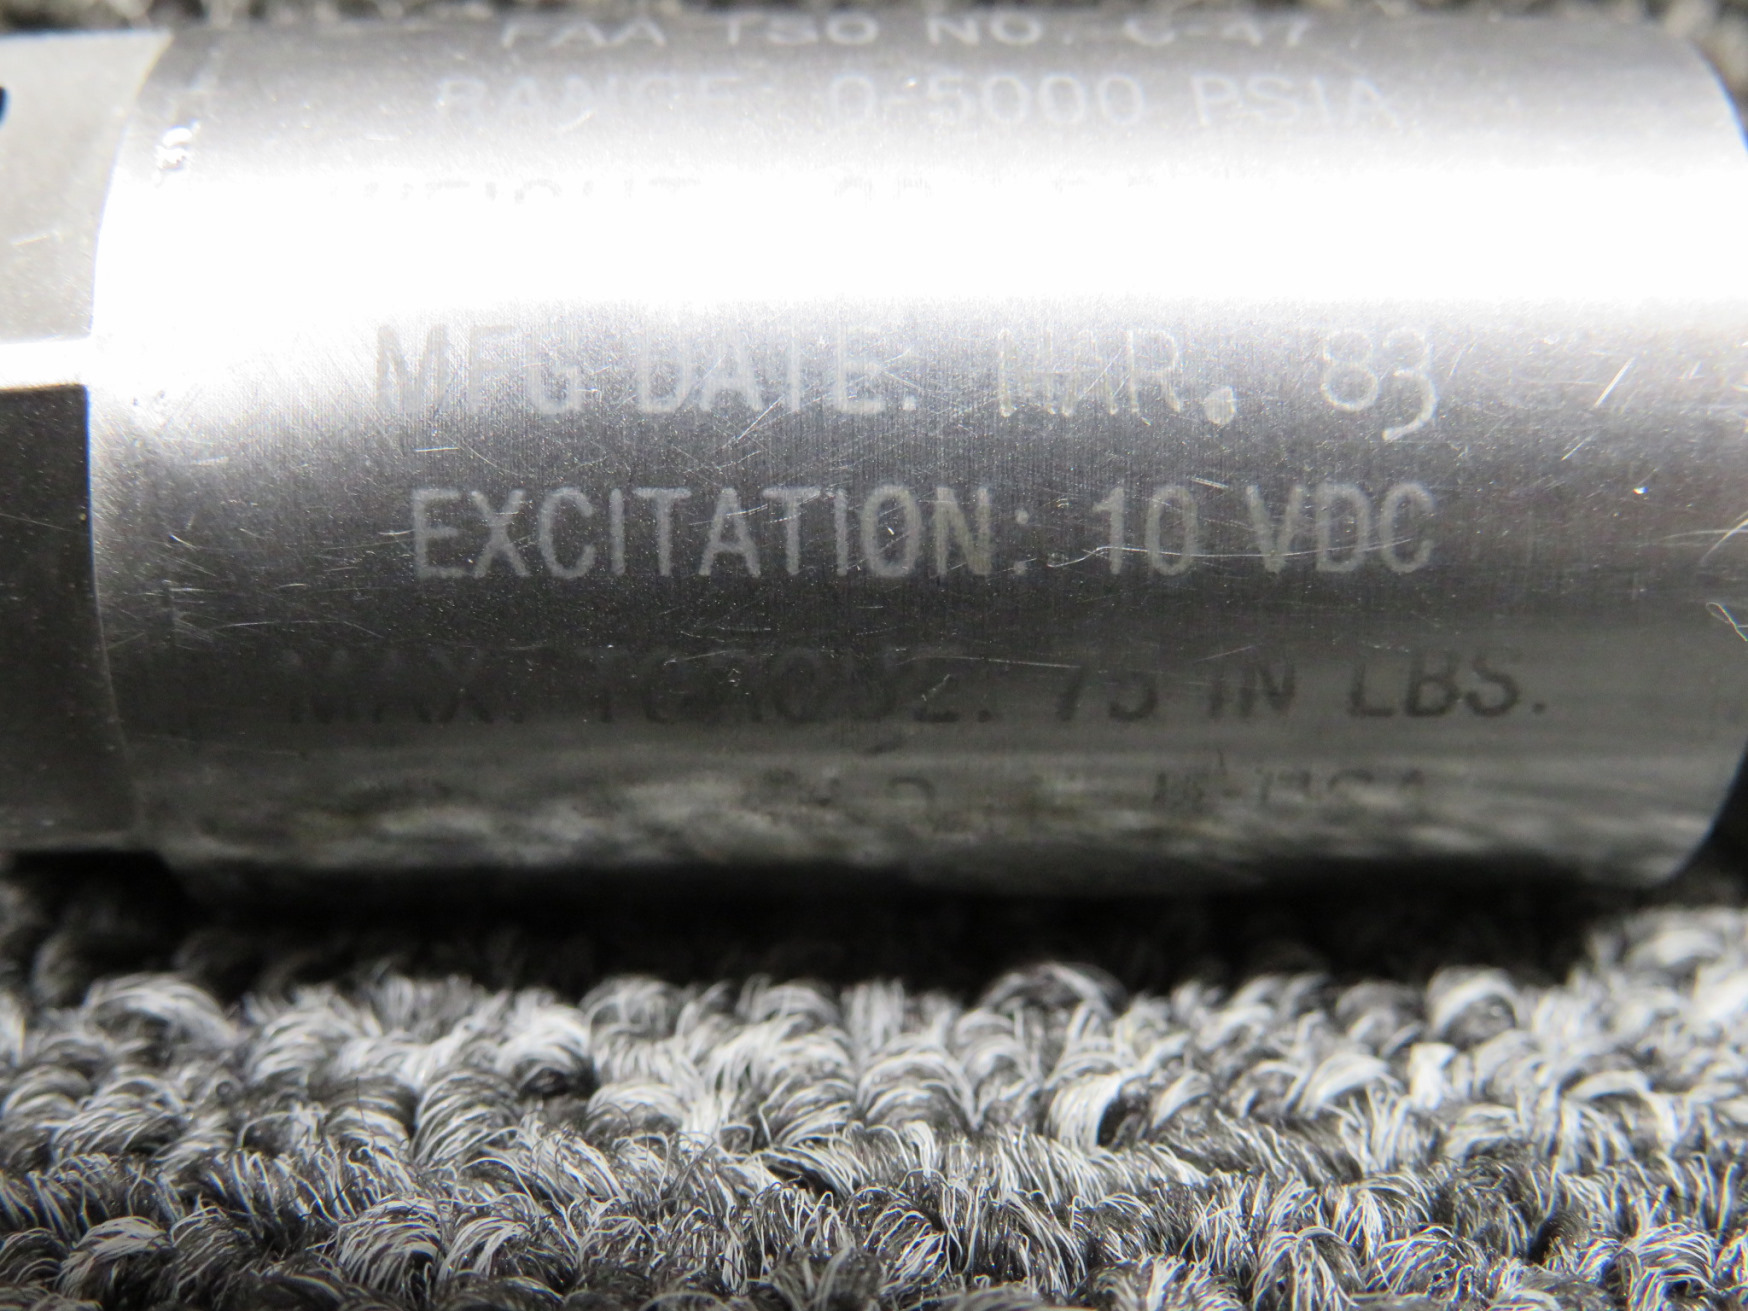 FAA TSO NO. C-47
RANGE: 0-5000 PSIA
MFG DATE: MAR. 83
EXCITATION: 10 VDC
MAX. TORQUE: 75 IN LBS.